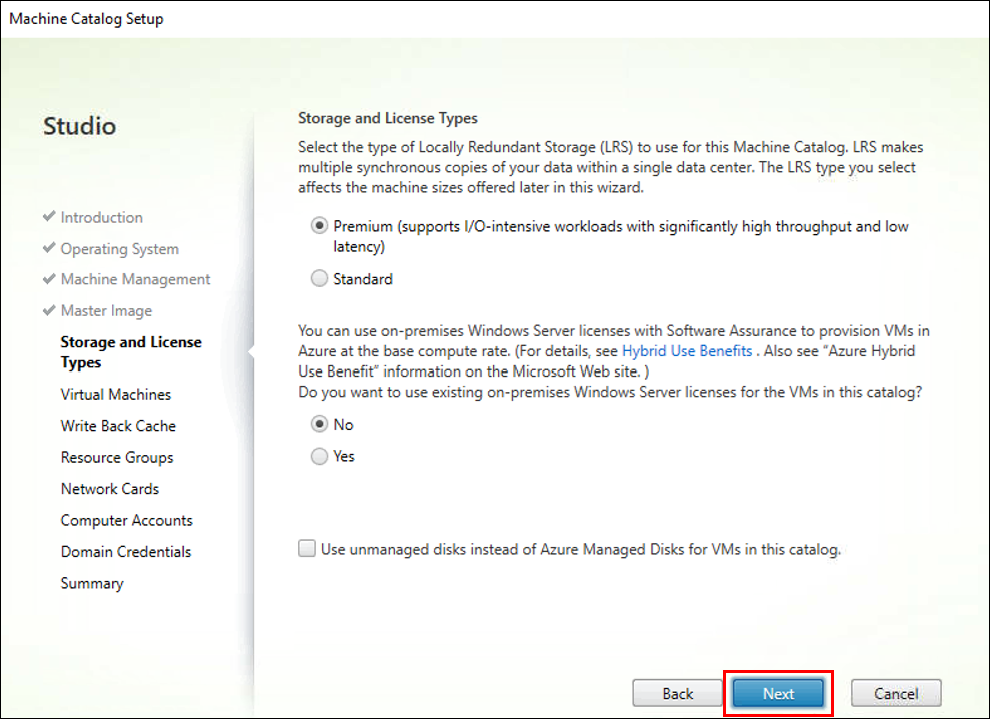 Machine Catalog Setup
Studio
Introduction
Operating System
Machine Management
Master Image
Storage and License
Types
Virtual Machines
Write Back Cache
Resource Groups
Network Cards
Computer Accounts
Domain Credentials
Summary
Storage and License Types
Select the type of Locally Redundant Storage (LRS) to use for this Machine Catalog. LRS makes
multiple synchronous copies of your data within a single data center. The LRS type you select
affects the machine sizes offered later in this wizard.
Premium (supports I/O-intensive workloads with significantly high throughput and low
latency)
Standard
You can use on-premises Windows Server licenses with Software Assurance to provision VMs in
Azure at the base compute rate. (For details, see Hybrid Use Benefits . Also see “Azure Hybrid
Use Benefit” information on the Microsoft Web site. )
Do you want to use existing on-premises Windows Server licenses for the VMs in this catalog?
No
Yes
Use unmanaged disks instead of Azure Managed Disks for VMs in this catalog.
Back
Next
Cancel